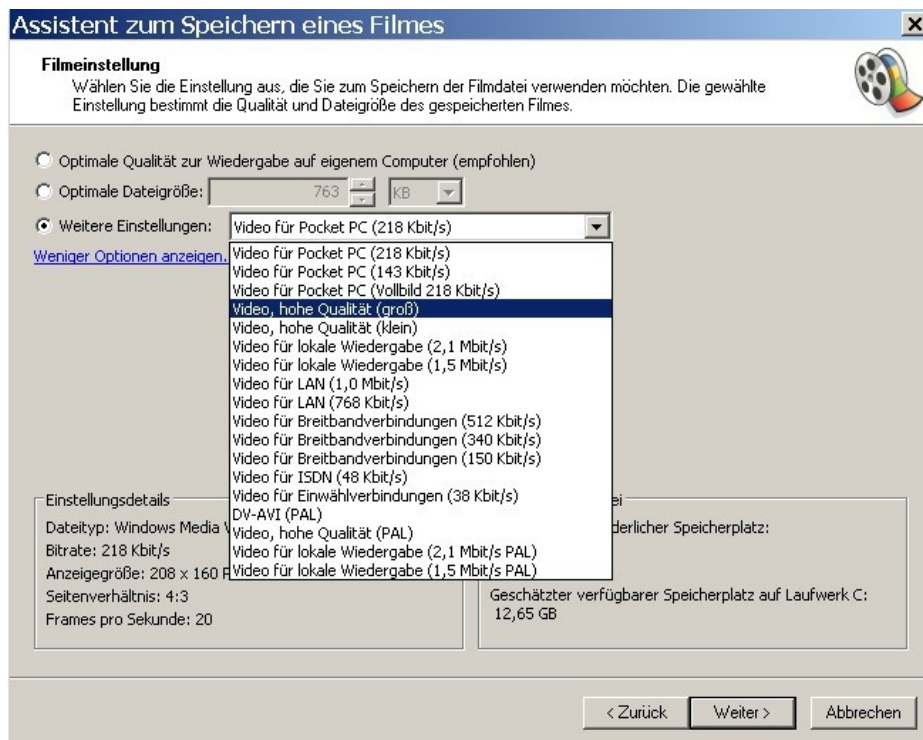 Assistent zum Speichern eines Filmes
Filmeinstellung
Wählen Sie die Einstellung aus, die Sie zum Speichern der Filmdatei verwenden möchten. Die gewählte
Einstellung bestimmt die Qualität und Dateigröße des gespeicherten Filmes.
Optimale Qualität zur Wiedergabe auf eigenem Computer (empfohlen)
Optimale Dateigröße: 763 KB
Weitere Einstellungen: Video für Pocket PC (218 Kbit/s)
Weniger Optionen anzeigen.
Video für Pocket PC (218 Kbit/s)
Video für Pocket PC (143 Kbit/s)
Video für Pocket PC (Vollbild 218 Kbit/s)
Video, hohe Qualität (groß)
Video, hohe Qualität (klein)
Video für lokale Wiedergabe (2,1 Mbit/s)
Video für lokale Wiedergabe (1,5 Mbit/s)
Video für LAN (1,0 Mbit/s)
Video für LAN (768 Kbit/s)
Video für Breitbandverbindungen (512 Kbit/s)
Video für Breitbandverbindungen (340 Kbit/s)
Video für Breitbandverbindungen (150 Kbit/s)
Video für ISDN (48 Kbit/s)
Video für Einwählverbindungen (38 Kbit/s)
DV-AVI (PAL)
Video, hohe Qualität (PAL)
Video für lokale Wiedergabe (2,1 Mbit/s PAL)
Video für lokale Wiedergabe (1,5 Mbit/s PAL)
Einstellungsdetails
Dateityp: Windows Media
Bitrate: 218 Kbit/s
Anzeigegröße: 208 x 160
Seitenverhältnis: 4:3
Frames pro Sekunde: 20
Speicherplatz:
Geschätzter verfügbarer Speicherplatz auf Laufwerk C:
12,65 GB
< Zurück
Weiter >
Abbrechen